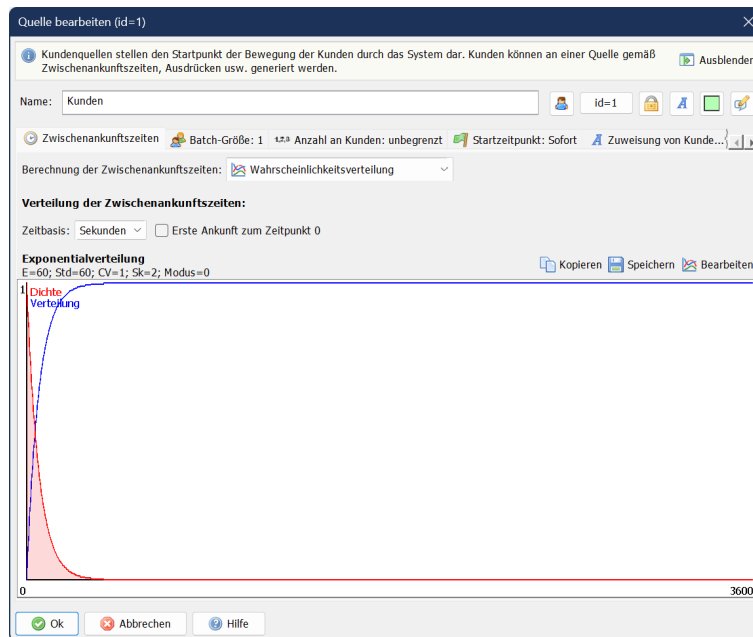 Quelle bearbeiten (id=1)
Kundenquellen stellen den Startpunkt der Bewegung der Kunden durch das System dar. Kunden können an einer Quelle gemäß
Zwischenankunftszeiten, Ausdrücken usw. generiert werden.
Ausblenden
Name: Kunden id=1
Zwischenankunftszeiten Batch-Größe: 1 1,2,3 Anzahl an Kunden: unbegrenzt Startzeitpunkt: Sofort Zuweisung von Kunde...
Berechnung der Zwischenankunftszeiten: Wahrscheinlichkeitsverteilung
Verteilung der Zwischenankunftszeiten:
Zeitbasis: Sekunden Erste Ankunft zum Zeitpunkt 0
Exponentialverteilung
E=60; Std=60; CV=1; Sk=2; Modus=0
Kopieren Speichern Bearbeiten
1 Dichte
Verteilung
0 3600
Ok Abbrechen Hilfe